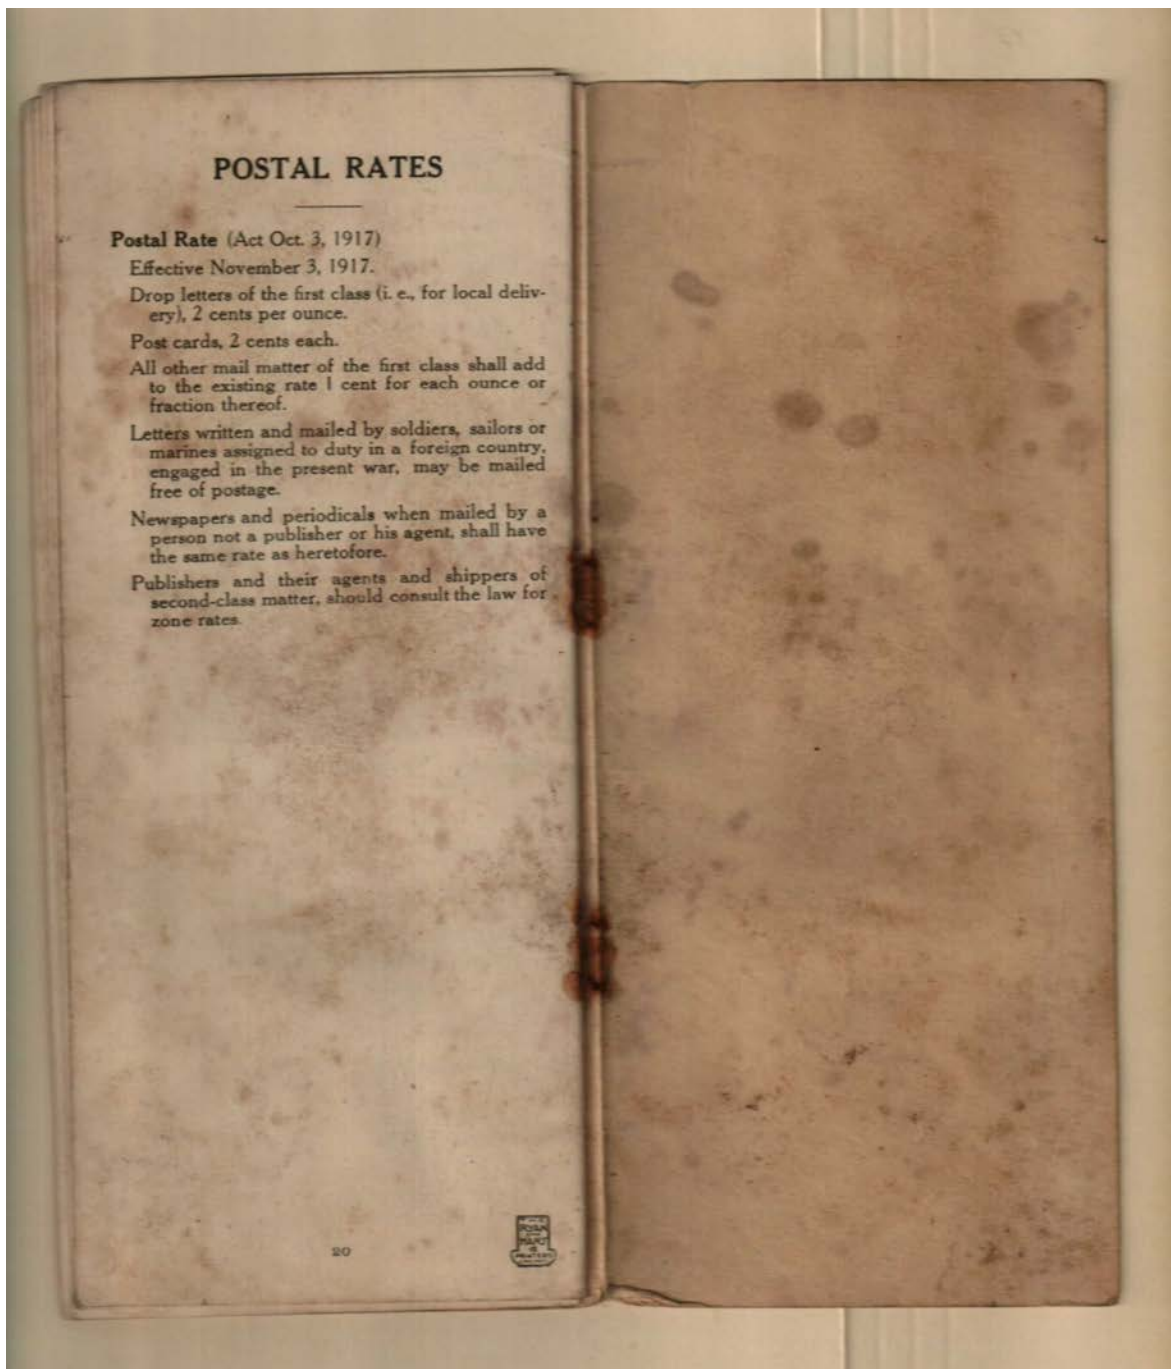 POSTAL RATES
Postal Rate (Act Oct. 3, 1917)
Effective November 3, 1917.
Drop letters of the first class (i. e., for local deliv-
ery), 2 cents per ounce.
Post cards, 2 cents each.
All other mail matter of the first class shall add
to the existing rate 1 cent for each ounce or
fraction thereof.
Letters written and mailed by soldiers, sailors or
marines assigned to duty in a foreign country,
engaged in the present war, may be mailed
free of postage.
Newspapers and periodicals when mailed by a
person not a publisher or his agent, shall have
the same rate as heretofore.
Publishers and their agents and shippers of
second-class matter, should consult the law for
zone rates.
20
RYAN
HART
PRINTERS